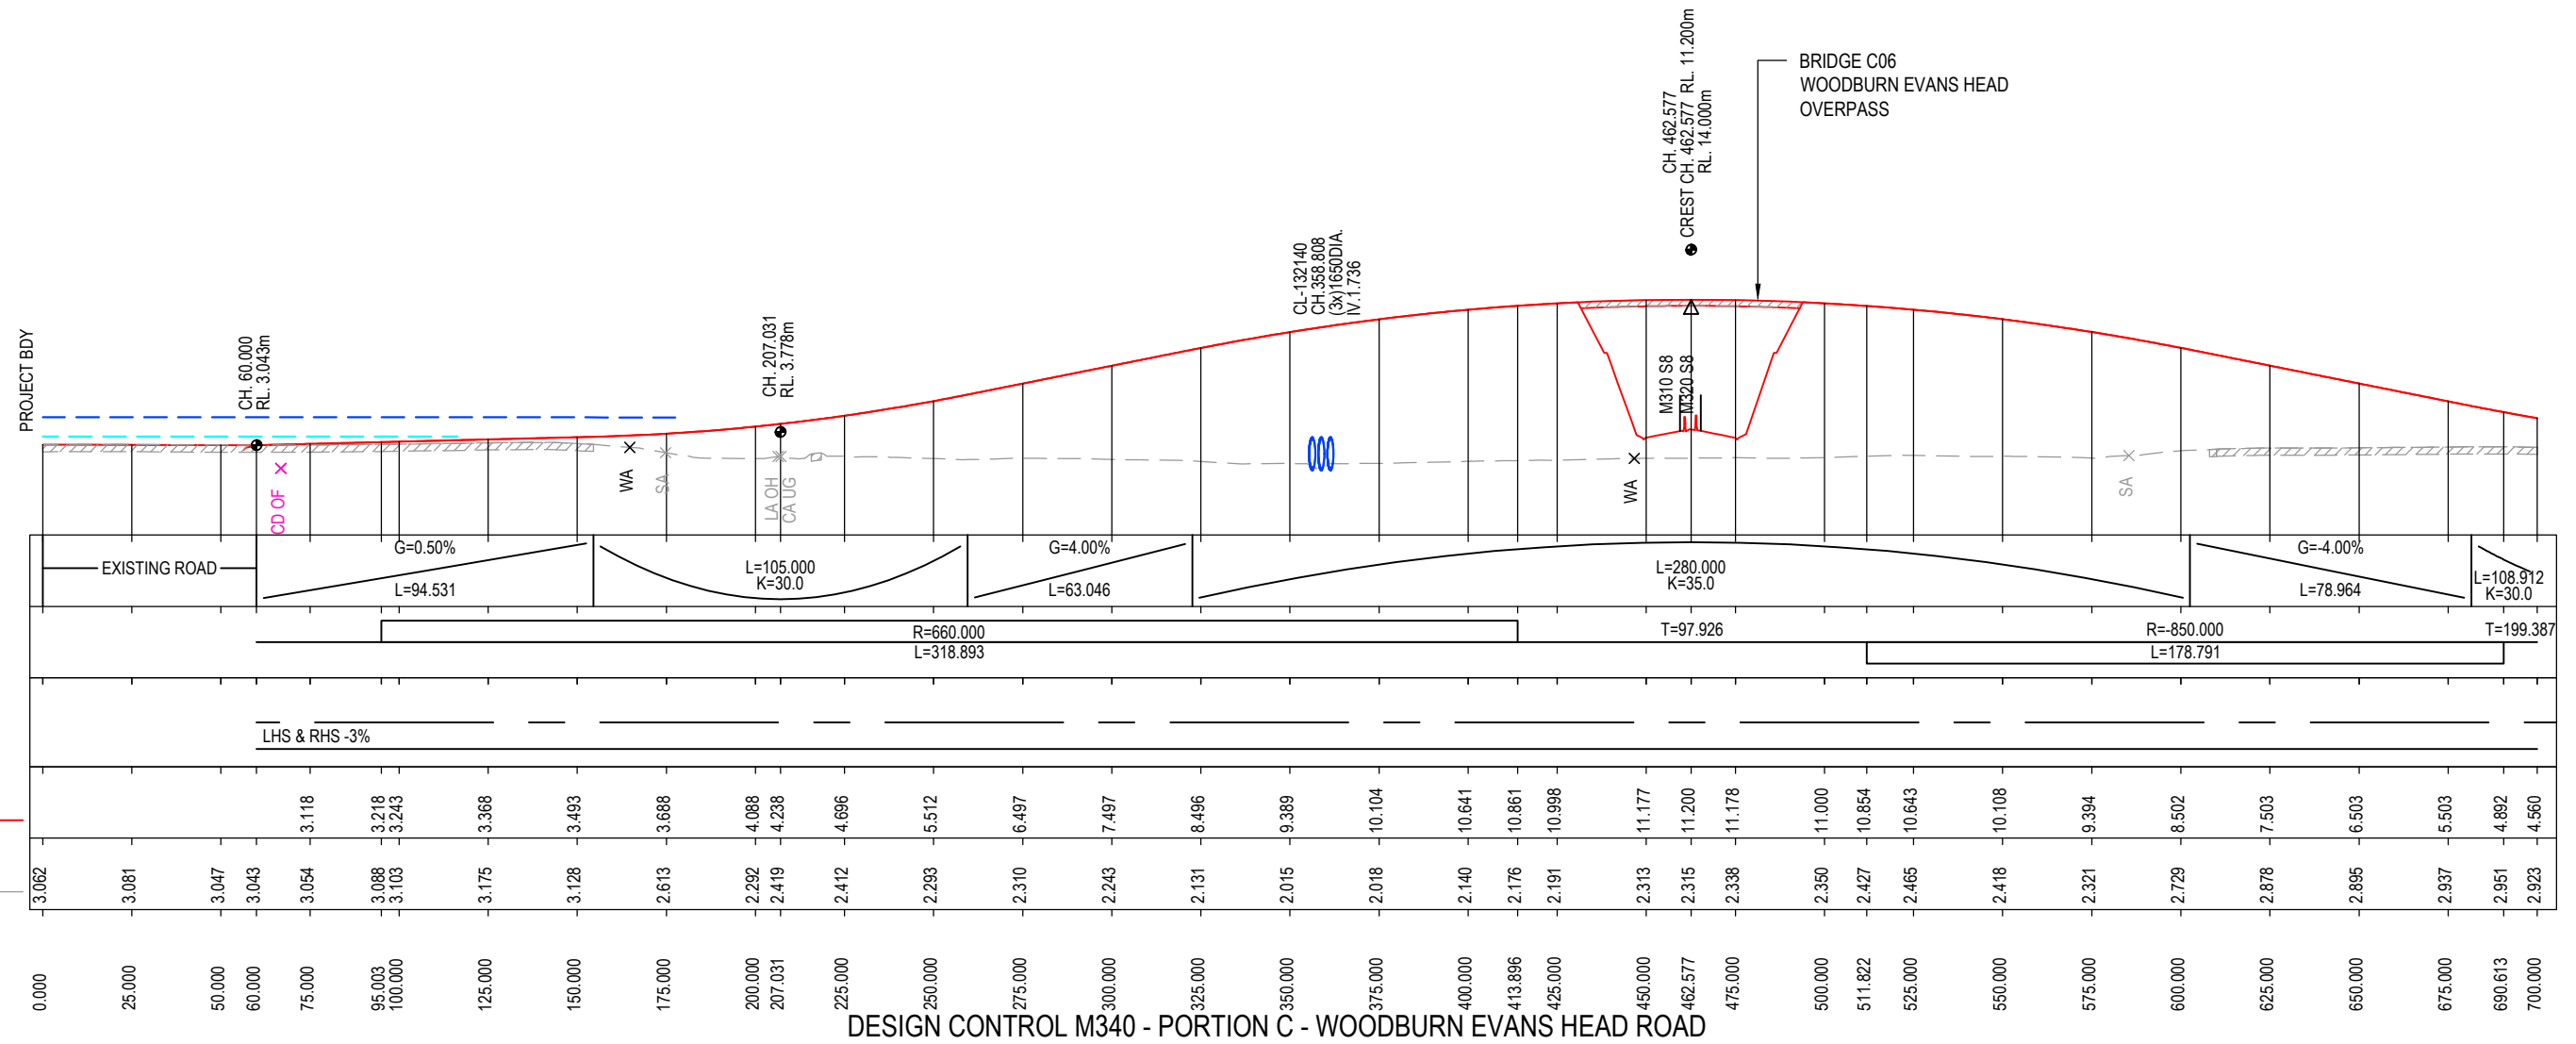 BRIDGE C06
WOODBURN EVANS HEAD
OVERPASS
CH. 462.577
CREST CH. 462.577 RL. 11.200m
RL. 14.000m
PROJECT BDY
CH. 60.000
RL. 3.043m
CH. 207.031
RL. 3.778m
CL-132140
CH.358.808
(3x)1650DIA.
IV.1.736
M310 S8
M320 S8
CD OF
WA
SA
LA OH
CA UG
WA
SA
EXISTING ROAD
G=0.50%
L=94.531
L=105.000
K=30.0
G=4.00%
L=63.046
L=280.000
K=35.0
G=-4.00%
L=78.964
L=108.912
K=30.0
R=660.000
L=318.893
T=97.926
R=-850.000
L=178.791
T=199.387
LHS & RHS -3%
3.118 3.218 3.243 3.368 3.493 3.688 4.088 4.238 4.696 5.512 6.497 7.497 8.496 9.389 10.104 10.641 10.861 10.998 11.177 11.200 11.178 11.000 10.854 10.643 10.108 9.394 8.502 7.503 6.503 5.503 4.892 4.560
3.062 3.081 3.047 3.043 3.054 3.088 3.103 3.175 3.128 2.613 2.292 2.419 2.412 2.293 2.310 2.243 2.131 2.015 2.018 2.140 2.176 2.191 2.313 2.315 2.338 2.350 2.427 2.465 2.418 2.321 2.729 2.878 2.895 2.937 2.951 2.923
0.000 25.000 50.000 60.000 75.000 95.003 100.000 125.000 150.000 175.000 200.000 207.031 225.000 250.000 275.000 300.000 325.000 350.000 375.000 400.000 413.896 425.000 450.000 462.577 475.000 500.000 511.822 525.000 550.000 575.000 600.000 625.000 650.000 675.000 690.613 700.000
DESIGN CONTROL M340 - PORTION C - WOODBURN EVANS HEAD ROAD